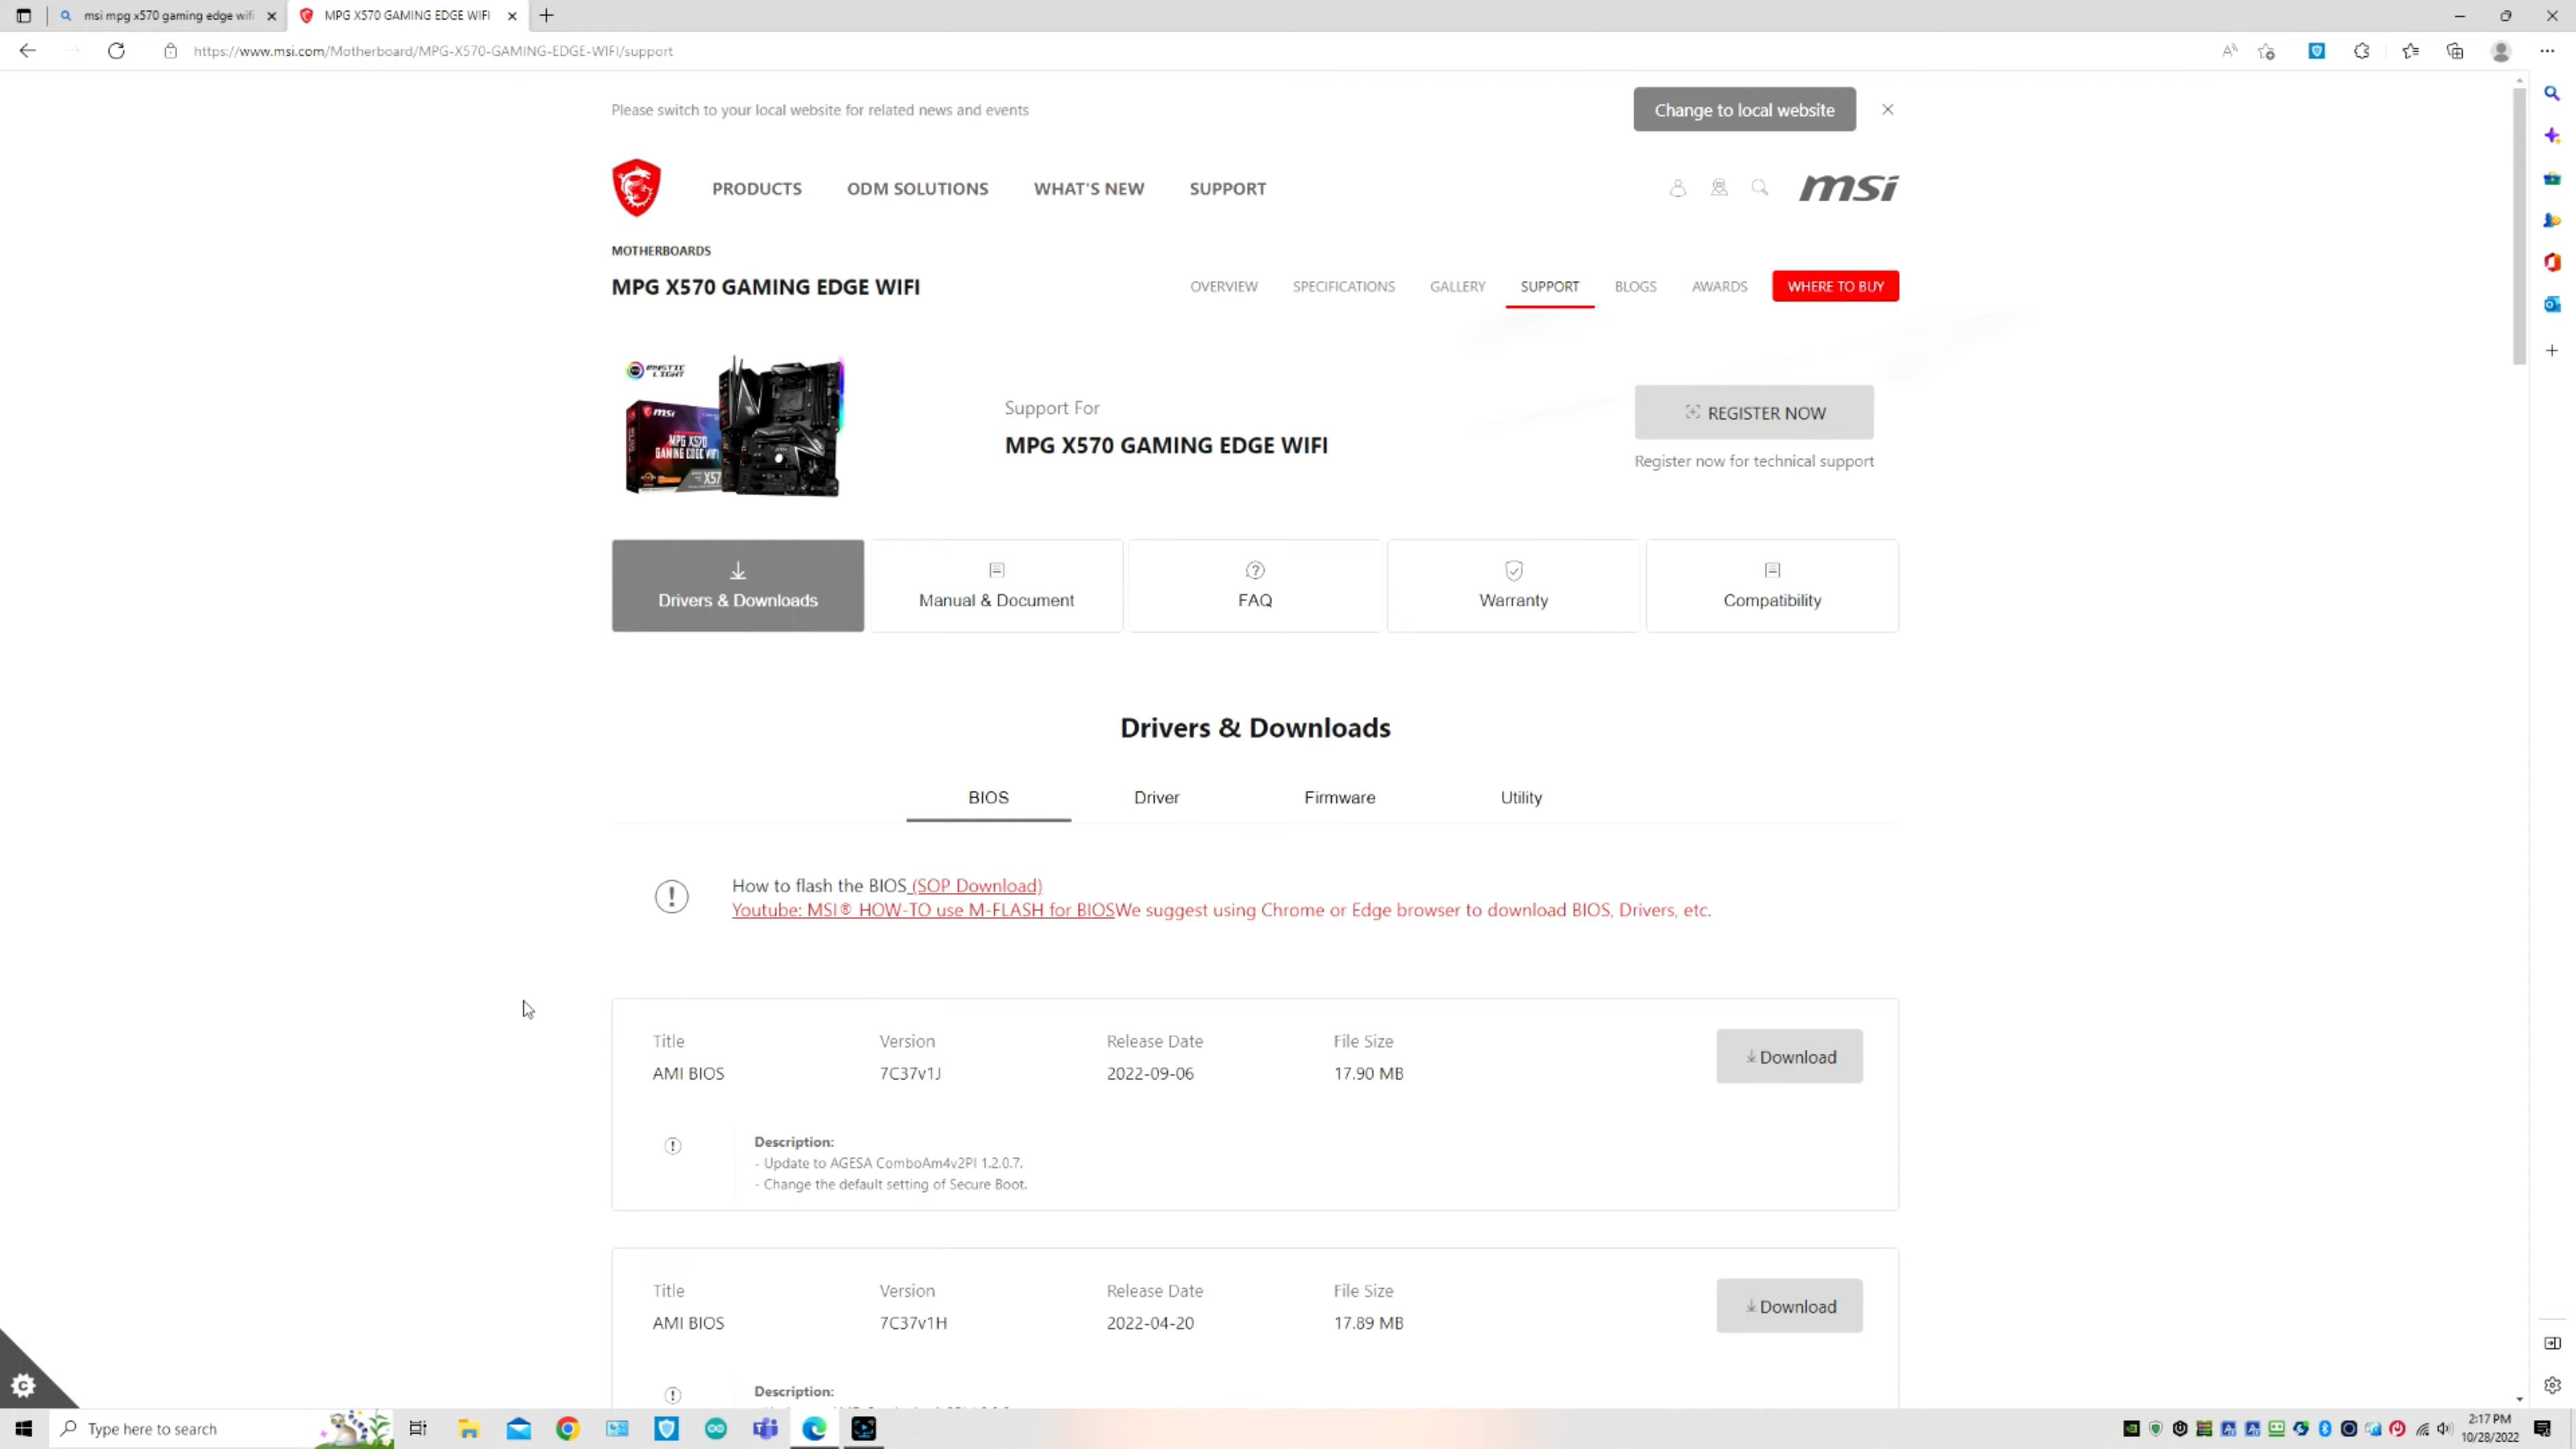 msi mpg x570 gaming edge wifi
MPG X570 GAMING EDGE WIFI
https://www.msi.com/Motherboard/MPG-X570-GAMING-EDGE-WIFI/support
Please switch to your local website for related news and events
Change to local website
PRODUCTS
ODM SOLUTIONS
WHAT'S NEW
SUPPORT
msi
MOTHERBOARDS
MPG X570 GAMING EDGE WIFI
OVERVIEW
SPECIFICATIONS
GALLERY
SUPPORT
BLOGS
AWARDS
WHERE TO BUY
MYSTIC
LIGHT
msi
MPG X570
GAMING EDGE WIFI
X57
Support For
MPG X570 GAMING EDGE WIFI
REGISTER NOW
Register now for technical support
Drivers & Downloads
Manual & Document
FAQ
Warranty
Compatibility
Drivers & Downloads
BIOS
Driver
Firmware
Utility
How to flash the BIOS (SOP Download)
Youtube: MSI® HOW-TO use M-FLASH for BIOSWe suggest using Chrome or Edge browser to download BIOS, Drivers, etc.
Title Version Release Date File Size
AMI BIOS 7C37v1J 2022-09-06 17.90 MB
Download
Description:
- Update to AGESA ComboAm4v2PI 1.2.0.7.
- Change the default setting of Secure Boot.
Title Version Release Date File Size
AMI BIOS 7C37v1H 2022-04-20 17.89 MB
Download
Description:
Type here to search
2:17 PM
10/28/2022